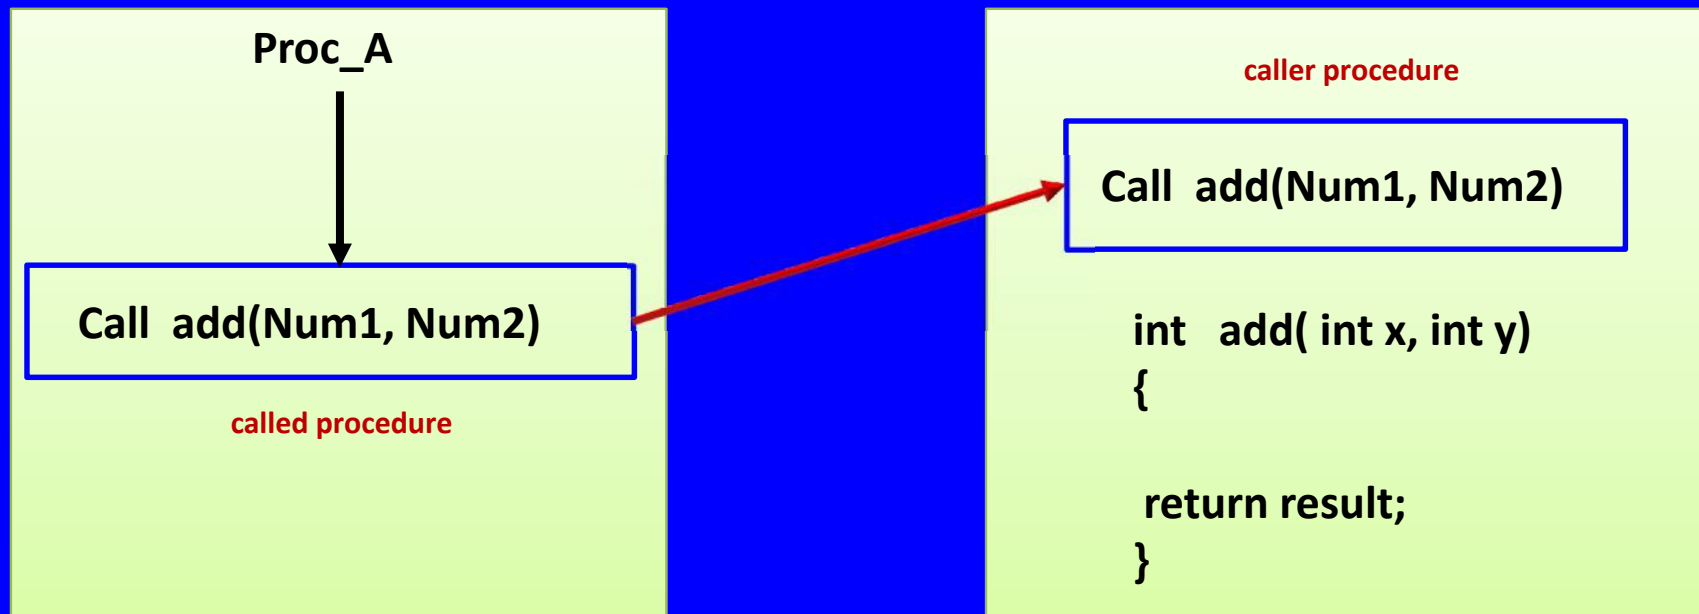 Proc_A
Call add(Num1, Num2)
called procedure
caller procedure
Call add(Num1, Num2)
int add( int x, int y)
{
return result;
}